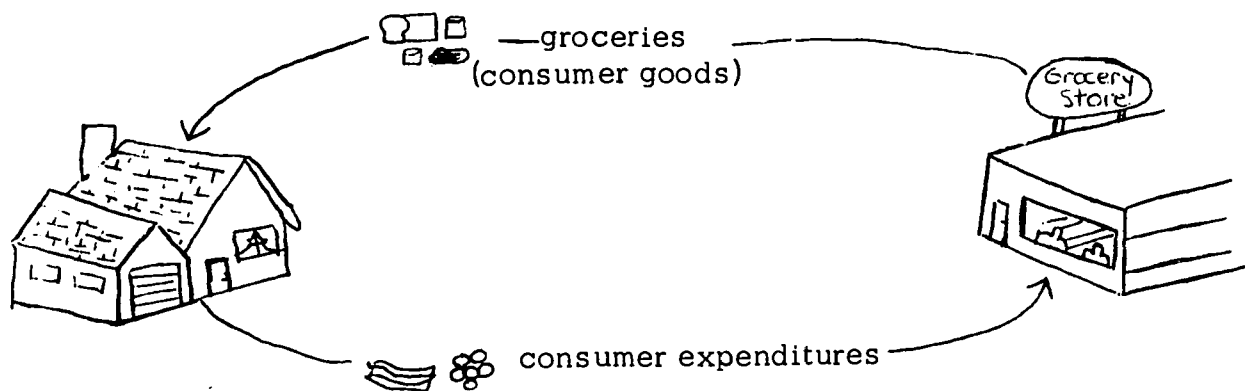 groceries
(consumer goods)
Grocery
Store
consumer expenditures